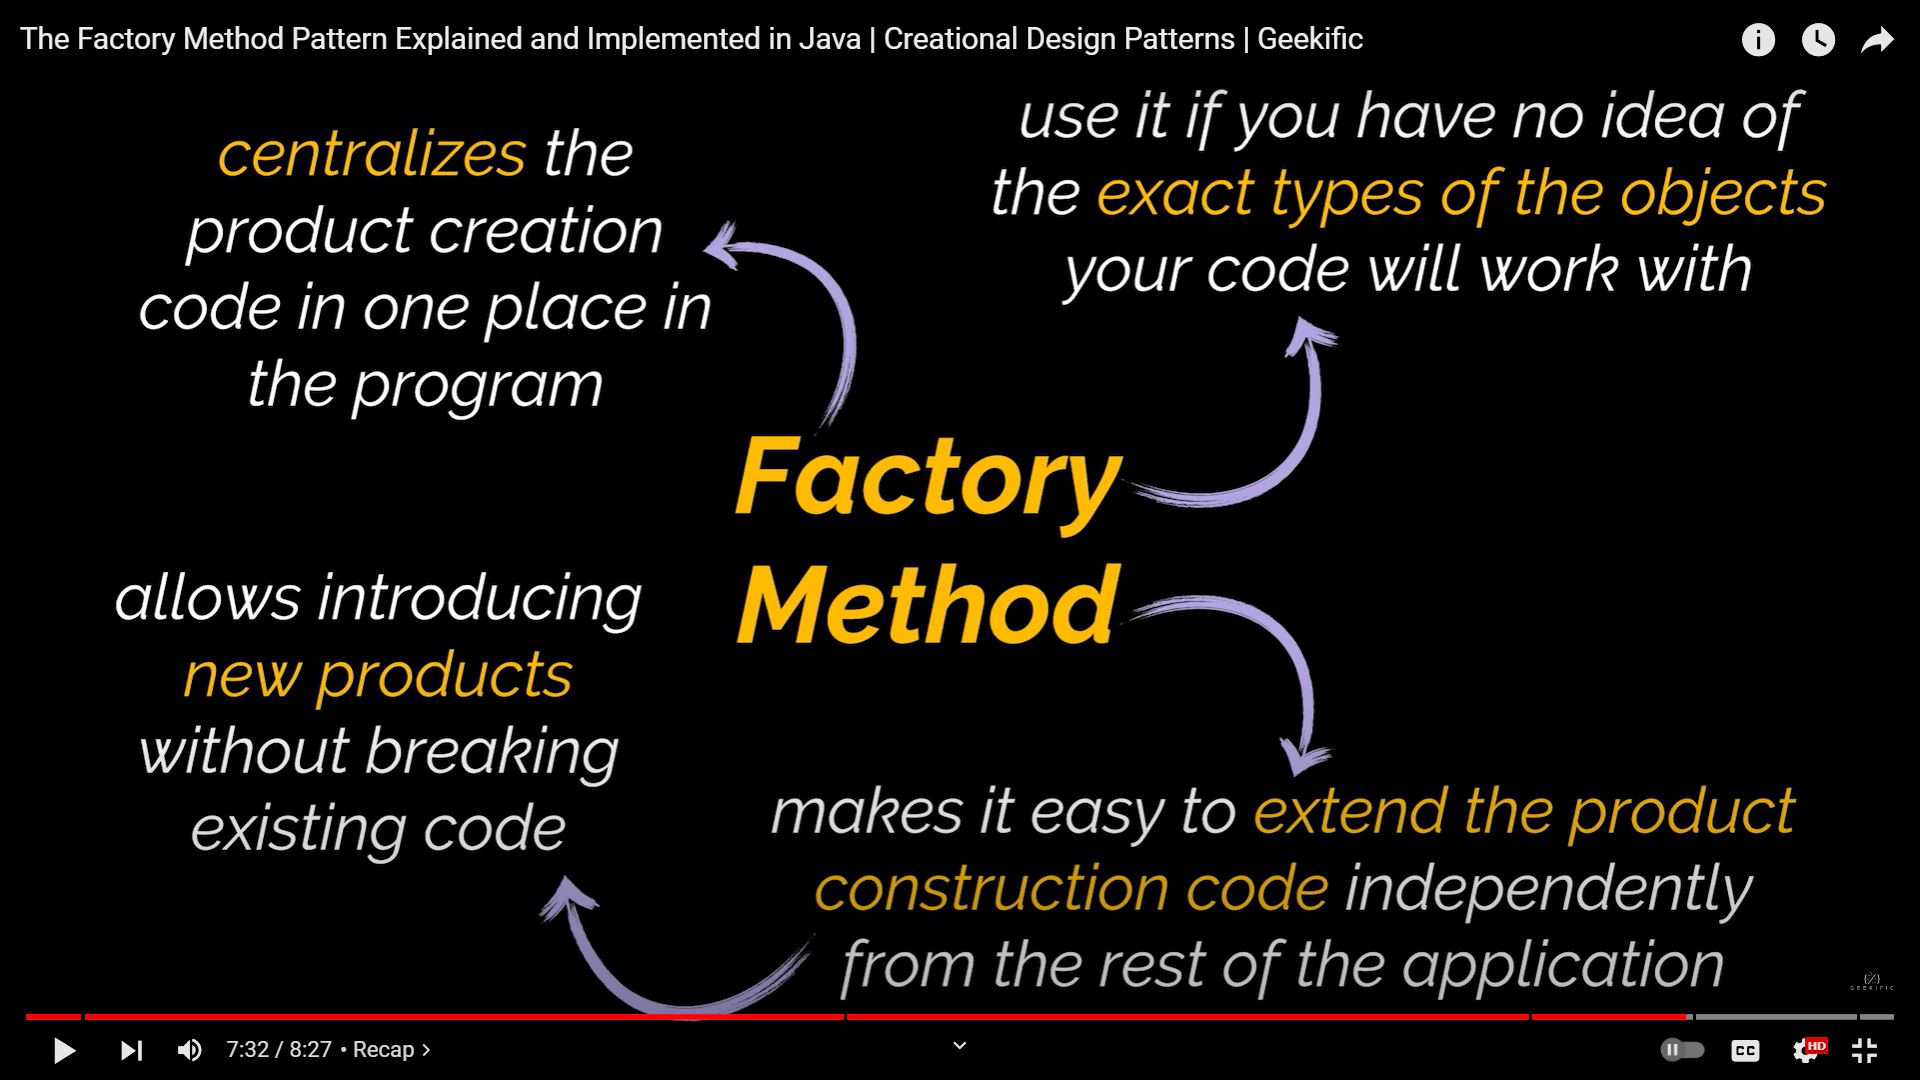 The Factory Method Pattern Explained and Implemented in Java | Creational Design Patterns | Geekific
centralizes the
product creation
code in one place in
the program
use it if you have no idea of
the exact types of the objects
your code will work with
Factory
Method
allows introducing
new products
without breaking
existing code
makes it easy to extend the product
construction code independently
from the rest of the application
GEEKIFIC
7:32 / 8:27 • Recap
CC
HD